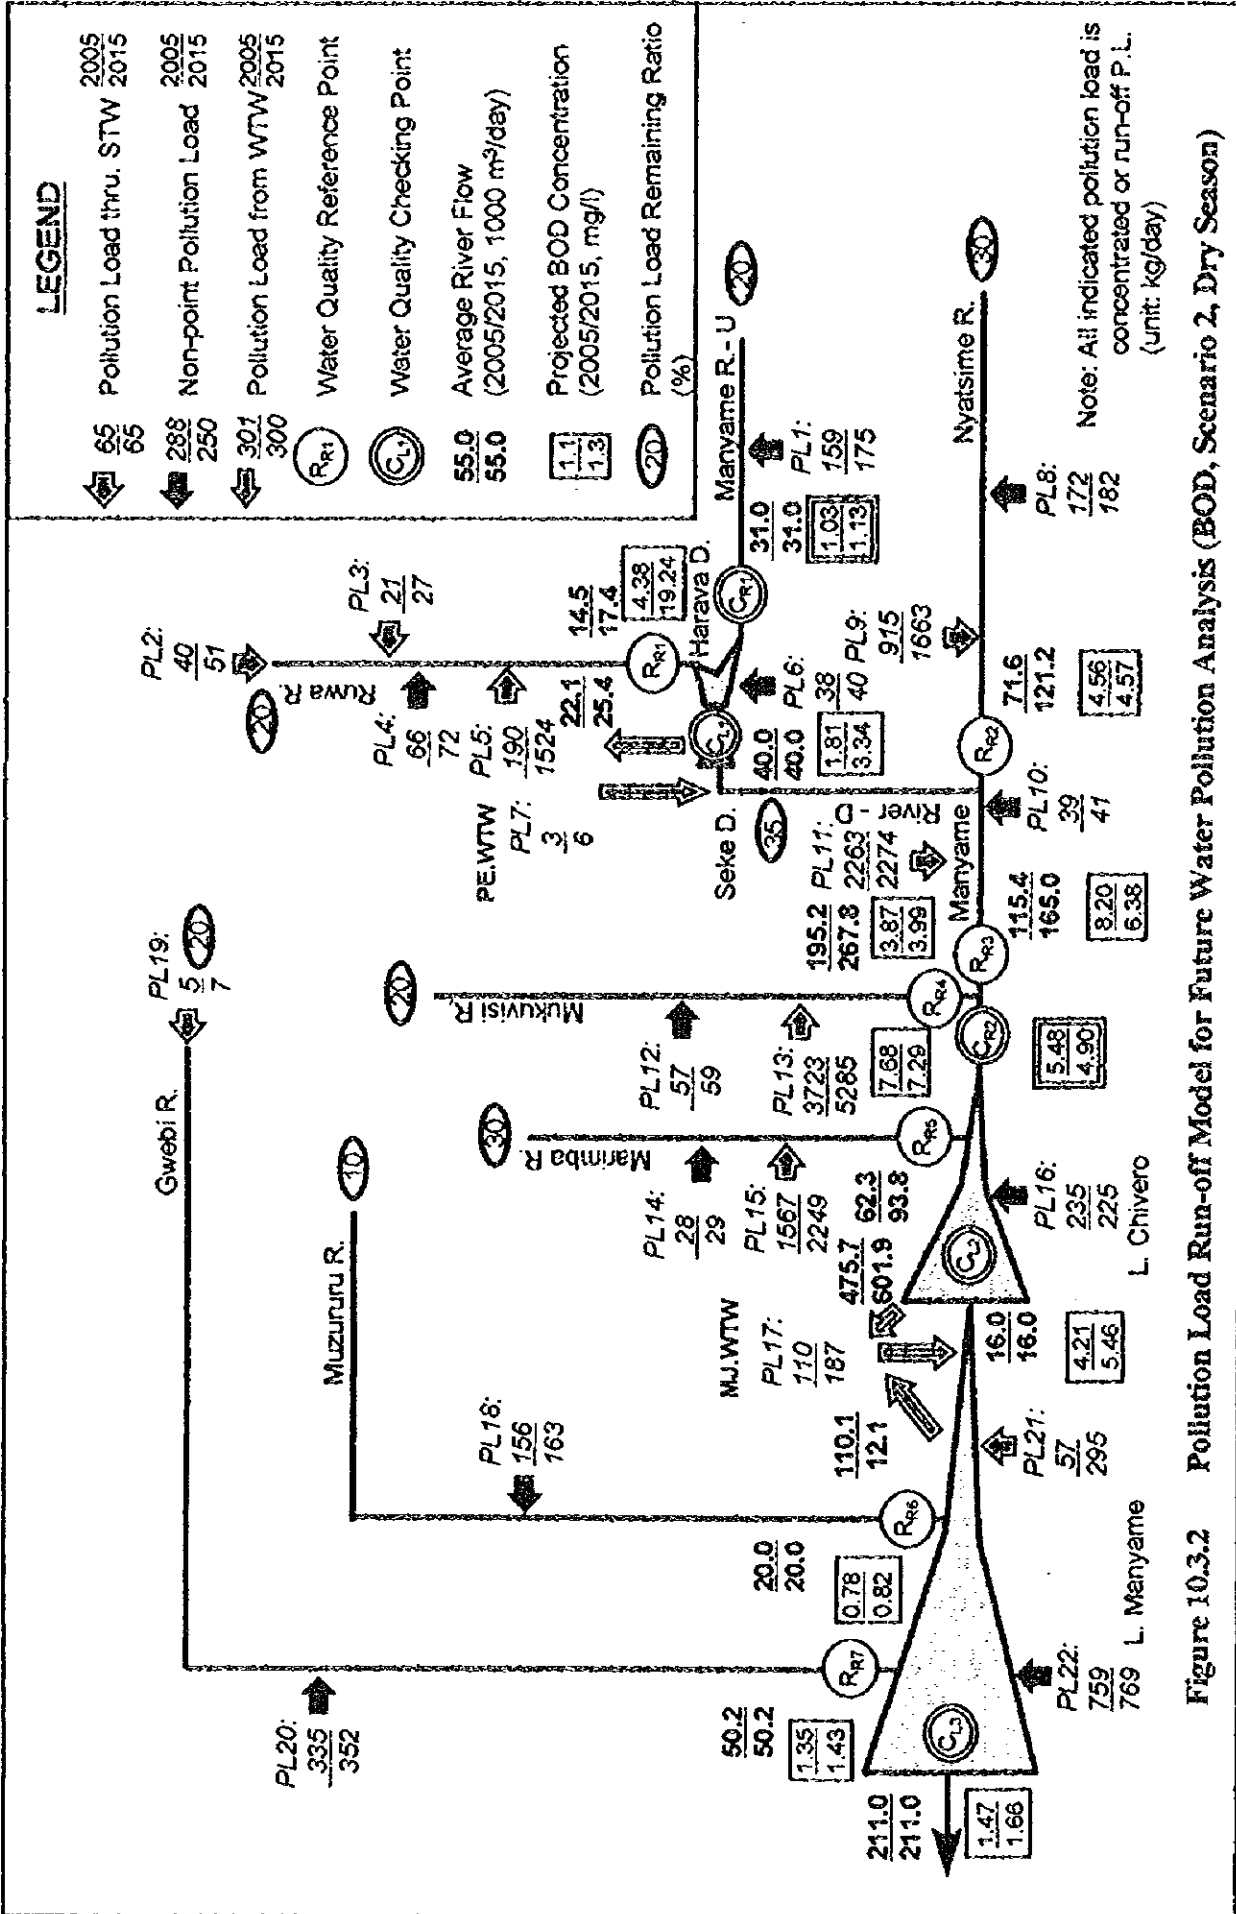 LEGEND
65
65
Pollution Load thru. STW 2005
2015
288
250
Non-point Pollution Load 2005
2015
301
300
Pollution Load from WTW 2005
2015
RR1
Water Quality Reference Point
CL1
Water Quality Checking Point
55.0
55.0
Average River Flow
(2005/2015, 1000 m³/day)
1.1
1.3
Projected BOD Concentration
(2005/2015, mg/l)
20
Pollution Load Remaining Ratio
(%)
PL19:
5
7
20
Gwebi R.
PL20:
335
352
Muzururu R.
10
PL18:
156
163
PL2:
40
51
20
Ruwa R.
PL3:
21
27
PL4:
66
72
PL5:
190
1524
14.5
17.4
4.38
19.24
RR1
Harava D.
22.1
25.4
CL1
CR1
31.0
31.0
1.03
1.13
Manyame R. - U
20
PL1:
159
175
PL6:
38
40
40.0
40.0
1.81
3.34
PE.WTW
PL7:
3
6
Seke D.
35
River - D
Manyame
PL9:
915
1663
Nyatsime R.
30
PL8:
172
182
71.6
121.2
4.56
4.57
RR2
PL10:
39
41
PL11:
2263
2274
115.4
165.0
8.20
6.38
RR3
195.2
267.8
3.87
3.99
RR4
20
Mukuvisi R.
PL12:
57
59
PL13:
3723
5285
7.68
7.29
CR2
5.48
4.90
30
Marimba R.
PL14:
28
29
PL15:
1567
2249
62.3
93.8
RR5
475.7
601.9
CL2
PL16:
235
225
L. Chivero
MJ.WTW
PL17:
110
187
110.1
12.1
16.0
16.0
4.21
5.46
PL21:
57
295
20.0
20.0
0.78
0.82
RR6
50.2
50.2
1.35
1.43
RR7
CL3
PL22:
759
769
L. Manyame
211.0
211.0
1.47
1.66
Note: All indicated pollution load is
concentrated or run-off P.L.
(unit: kg/day)
Figure 10.3.2 Pollution Load Run-off Model for Future Water Pollution Analysis (BOD, Scenario 2, Dry Season)